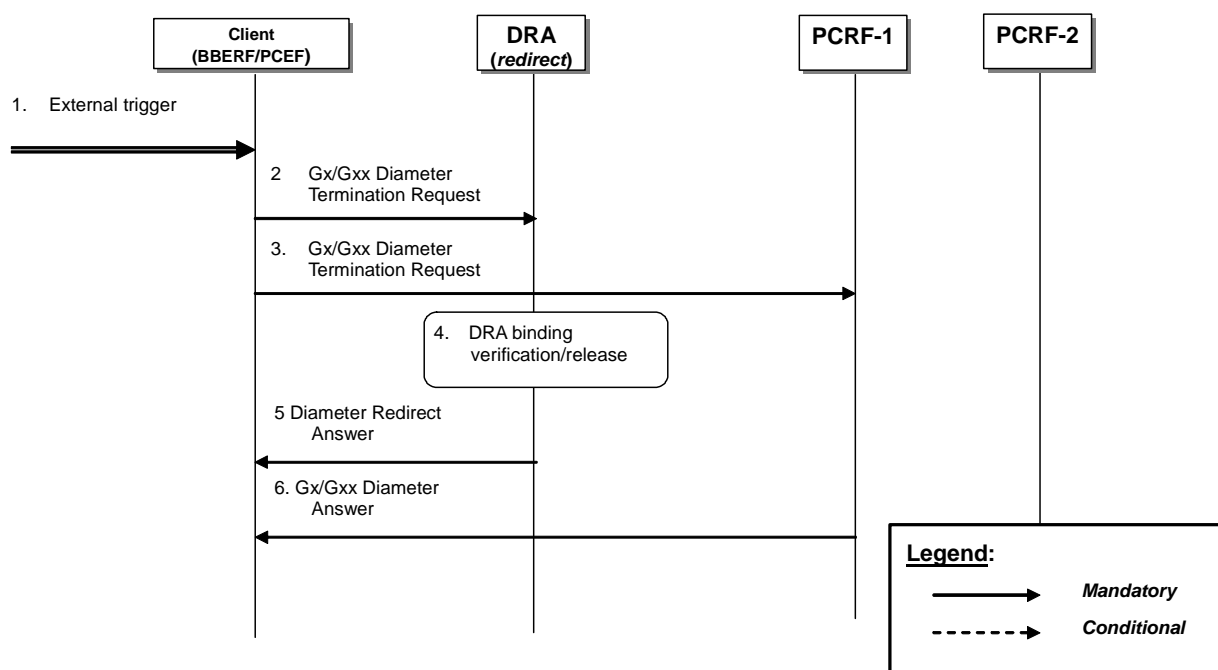 Client
(BBERF/PCEF)
DRA
(redirect)
PCRF-1
PCRF-2
1. External trigger
2 Gx/Gxx Diameter
Termination Request
3. Gx/Gxx Diameter
Termination Request
4. DRA binding
verification/release
5 Diameter Redirect
Answer
6. Gx/Gxx Diameter
Answer
Legend:
Mandatory
Conditional